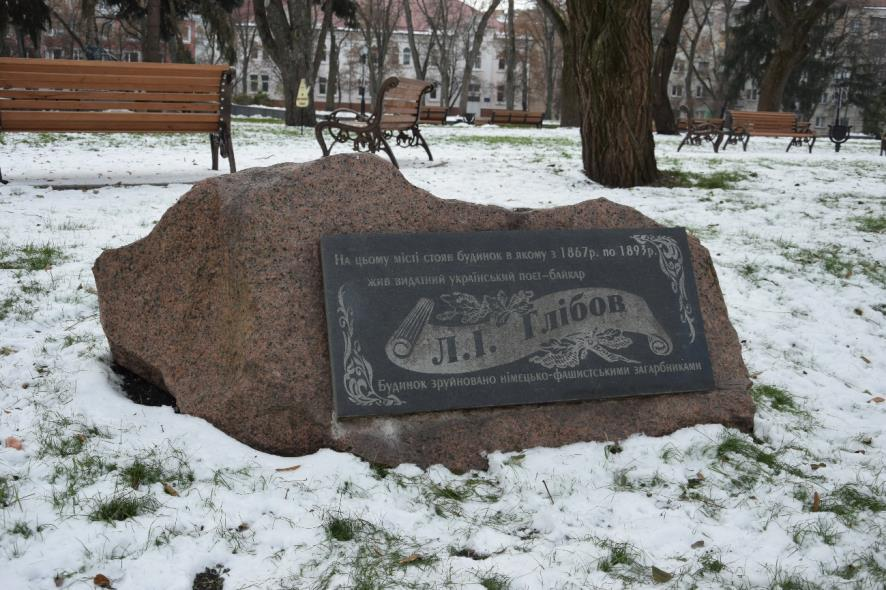 На цьому місті стояв будинок в якому з 1867р. по 1893р.
жив видатний український поет-байкар
Л.І. Глібов
Будинок зруйновано німецько-фашистськими загарбниками